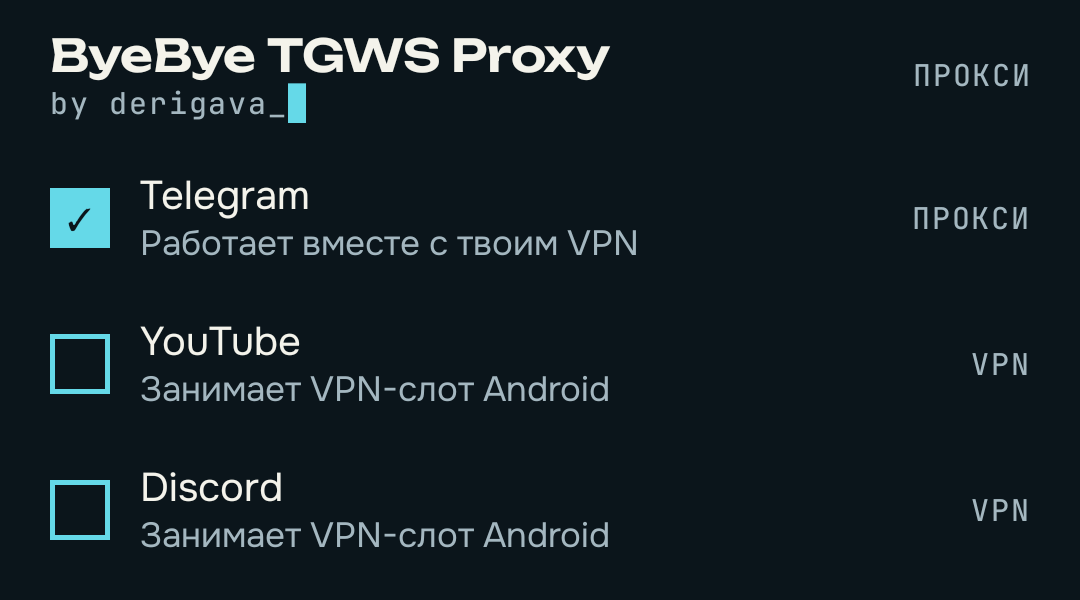 ByeBye TGWS Proxy
by derigava_
ПРОКСИ
✓
Telegram
Работает вместе с твоим VPN
ПРОКСИ
YouTube
Занимает VPN-слот Android
VPN
Discord
Занимает VPN-слот Android
VPN